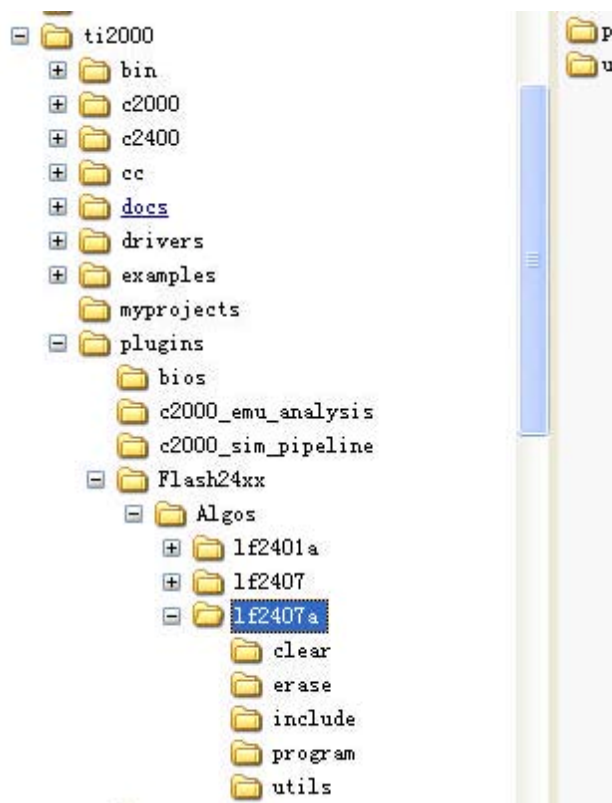 ti2000
bin
c2000
c2400
cc
docs
drivers
examples
myprojects
plugins
bios
c2000_emu_analysis
c2000_sim_pipeline
Flash24xx
Algos
lf2401a
lf2407
lf2407a
clear
erase
include
program
utils